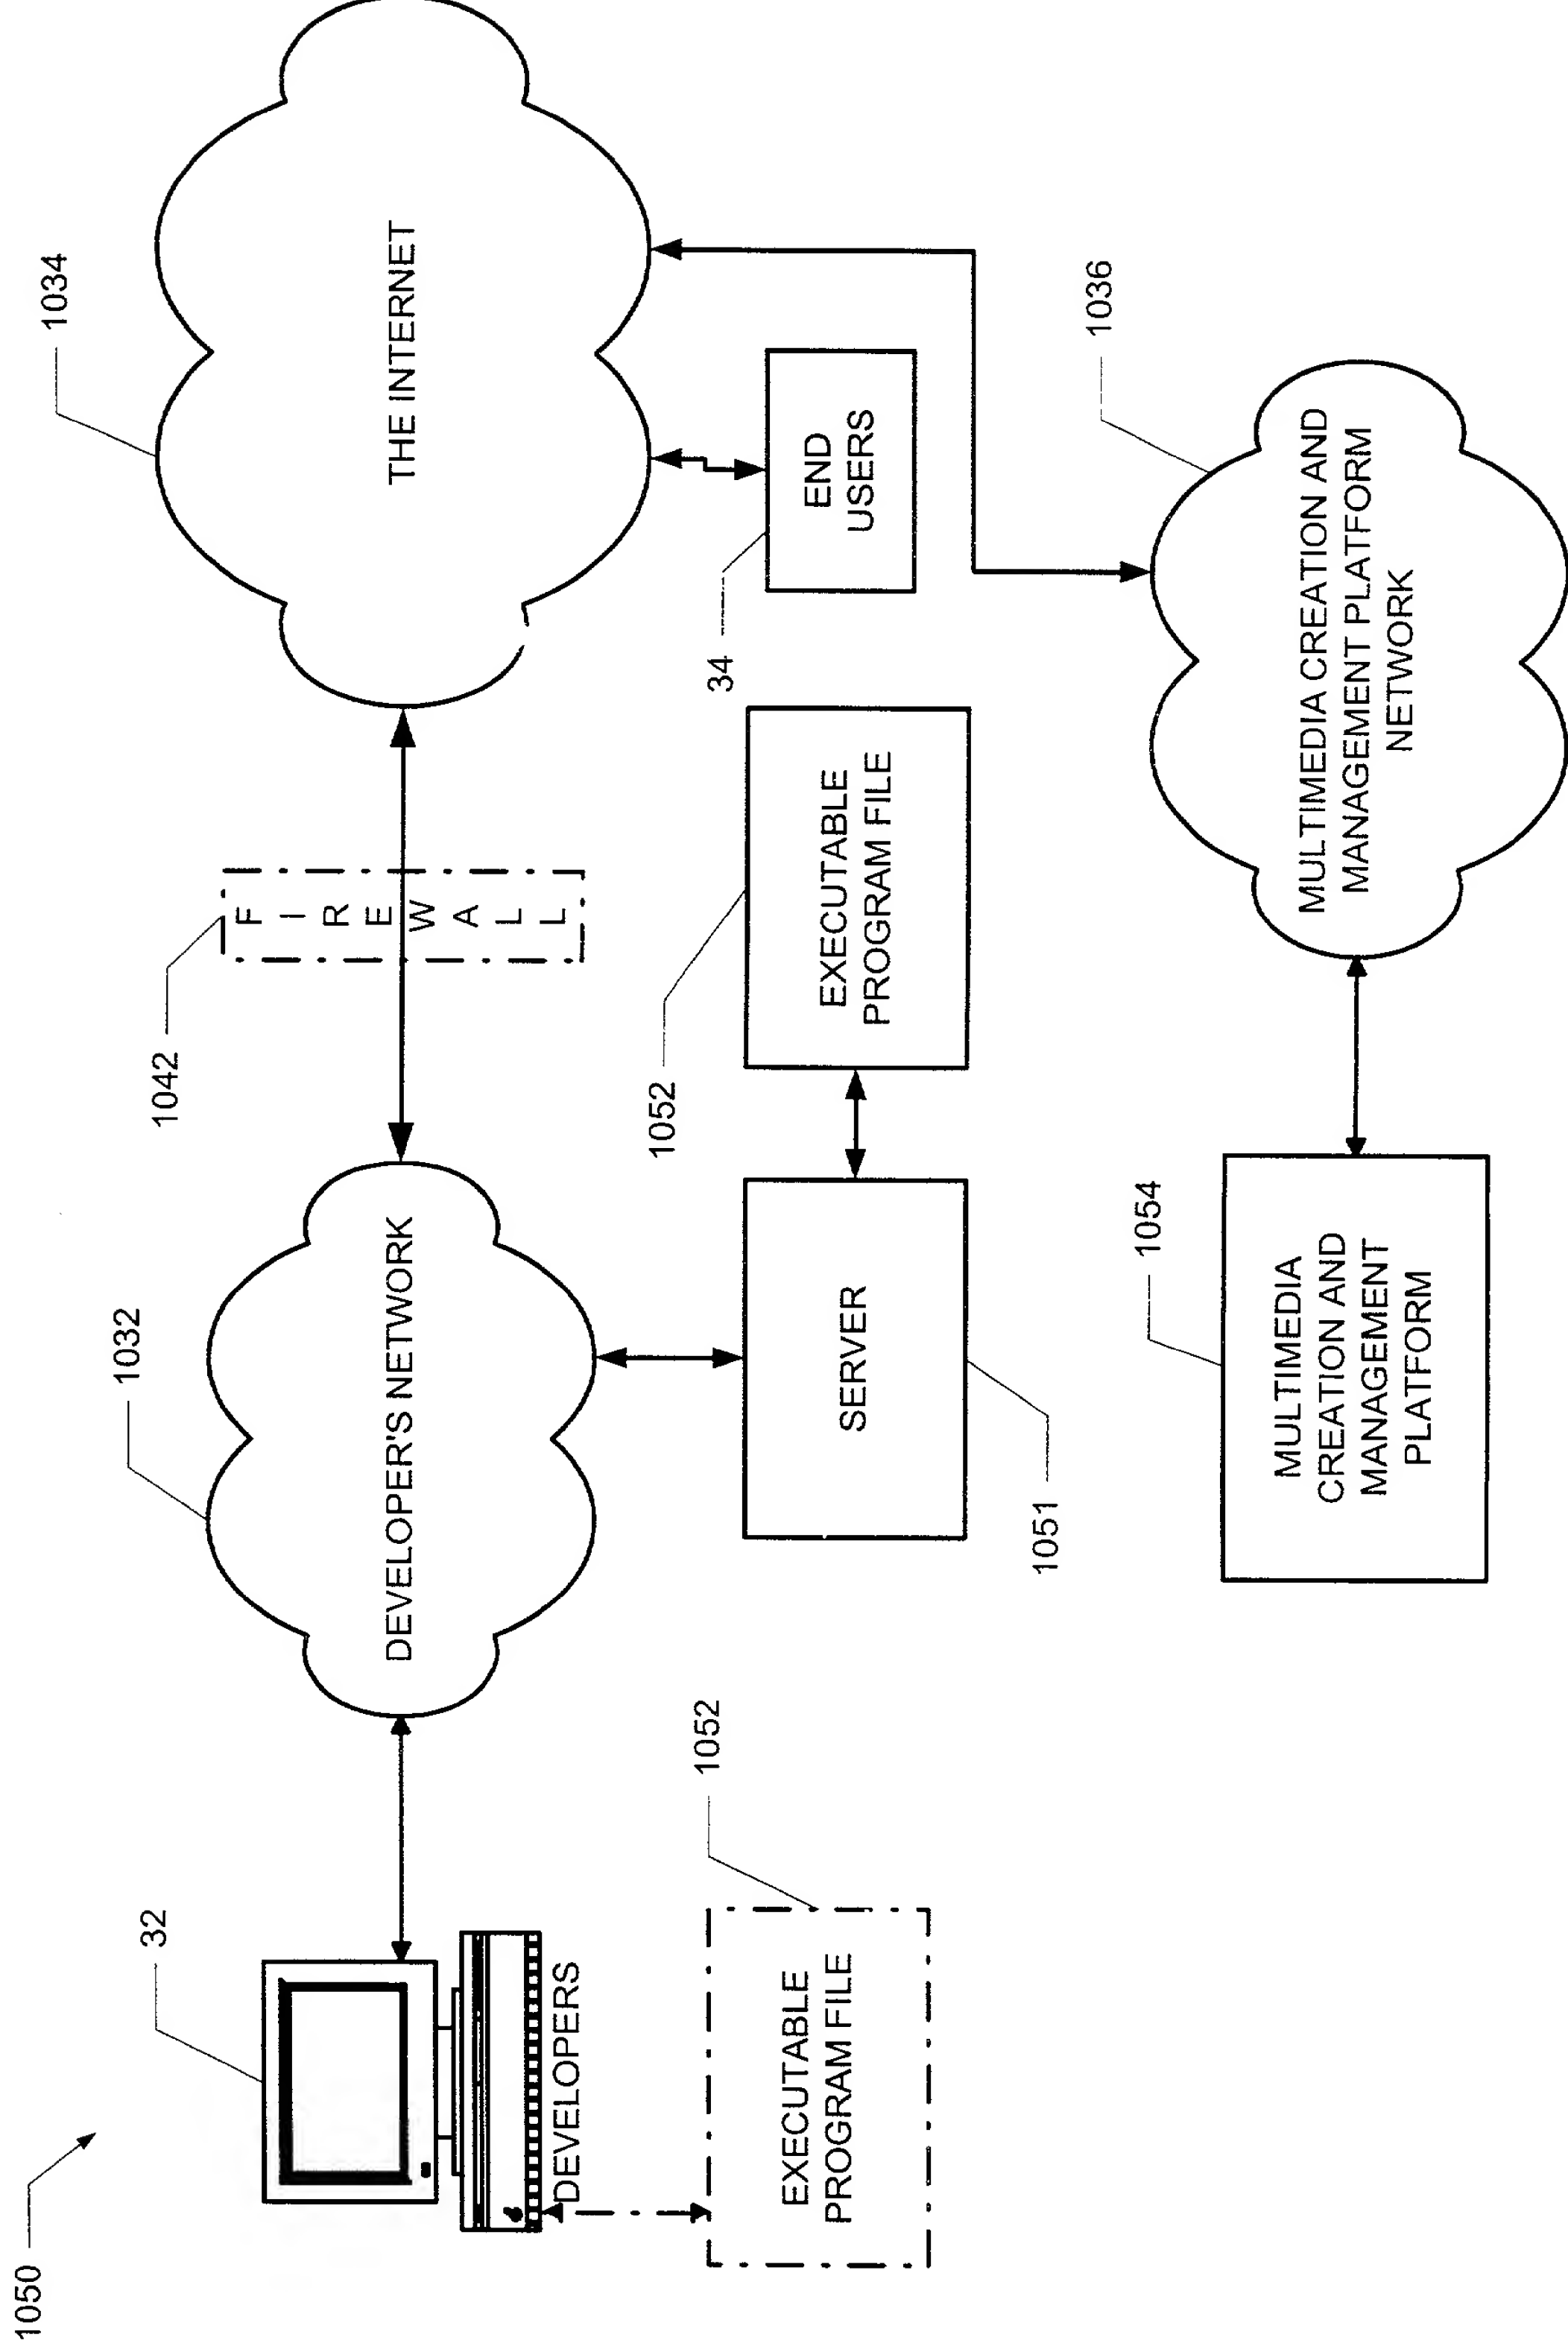 1050
32
DEVELOPERS
1052
EXECUTABLE
PROGRAM FILE
1032
DEVELOPER'S NETWORK
1042
F
I
R
E
W
A
L
L
1034
THE INTERNET
SERVER
1051
1052
EXECUTABLE
PROGRAM FILE
34
END
USERS
1054
MULTIMEDIA
CREATION AND
MANAGEMENT
PLATFORM
1036
MULTIMEDIA CREATION AND
MANAGEMENT PLATFORM
NETWORK